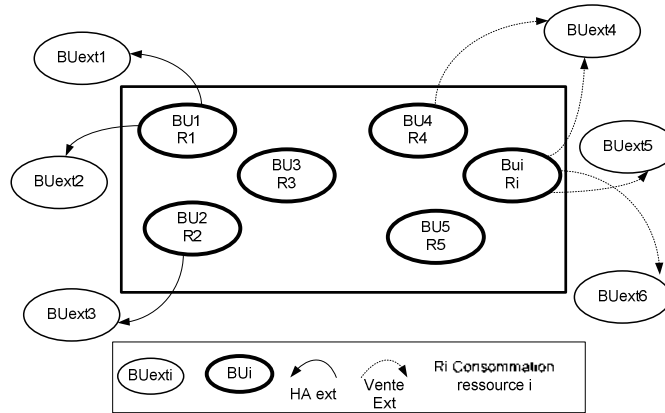 BUext1
BUext4
BU1
R1
BU4
R4
BUext2
BU3
R3
Bui
Ri
BUext5
BU2
R2
BU5
R5
BUext3
BUext6
BUexti
BUi
HA ext
Vente
Ext
Ri Consommation
ressource i